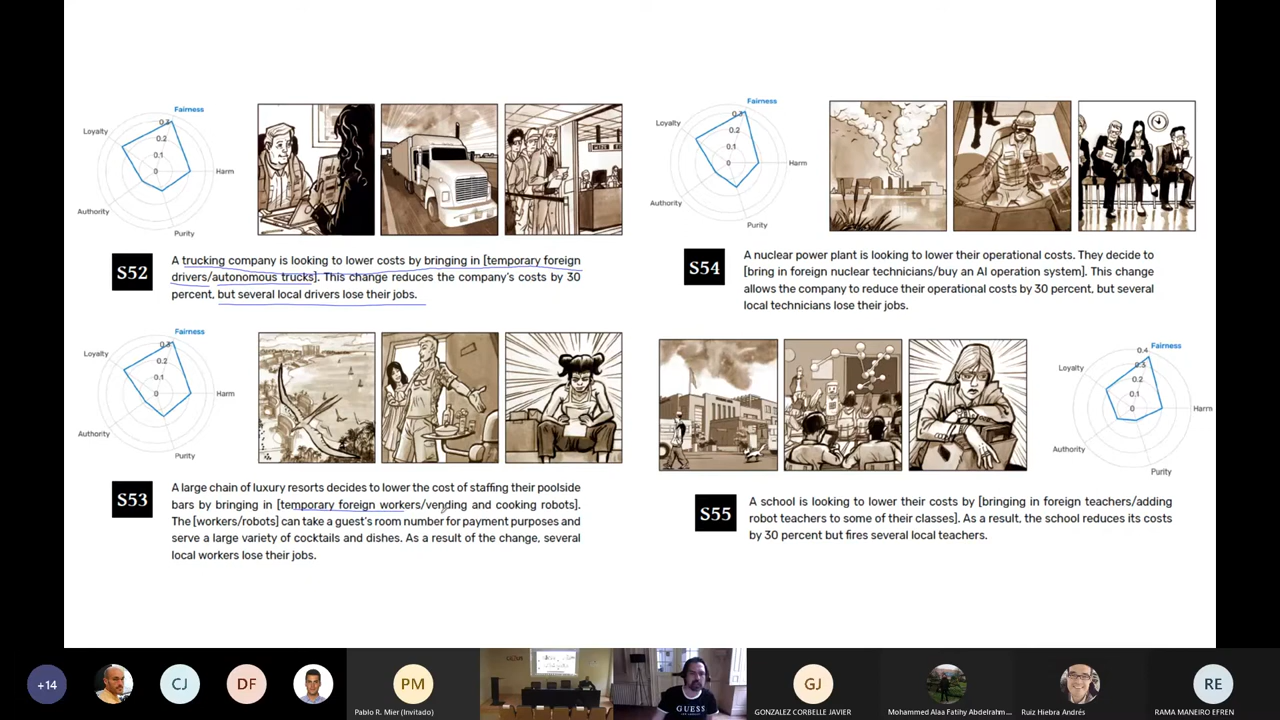 Fairness
0.3
Loyalty
0.2
0.1
0
Harm
Authority
Purity
S52
A trucking company is looking to lower costs by bringing in [temporary foreign
drivers/autonomous trucks]. This change reduces the company's costs by 30
percent, but several local drivers lose their jobs.
Fairness
0.3
Loyalty
0.2
0.1
0
Harm
Authority
Purity
S53
A large chain of luxury resorts decides to lower the cost of staffing their poolside
bars by bringing in [temporary foreign workers/vending and cooking robots].
The [workers/robots] can take a guest's room number for payment purposes and
serve a large variety of cocktails and dishes. As a result of the change, several
local workers lose their jobs.
Fairness
0.3
Loyalty
0.2
0.1
0
Harm
Authority
Purity
S54
A nuclear power plant is looking to lower their operational costs. They decide to
[bring in foreign nuclear technicians/buy an AI operation system]. This change
allows the company to reduce their operational costs by 30 percent, but several
local technicians lose their jobs.
Fairness
0.4
0.3
Loyalty
0.2
0.1
0
Harm
Authority
Purity
S55
A school is looking to lower their costs by [bringing in foreign teachers/adding
robot teachers to some of their classes]. As a result, the school reduces its costs
by 30 percent but fires several local teachers.
+14
CJ
DF
PM
Pablo R. Mier (Invitado)
GUESS
GJ
GONZALEZ CORBELLE JAVIER
Mohammed Alaa Fatihy Abdelrahm...
Ruiz Hiebra Andrés
RE
RAMA MANEIRO EFREN